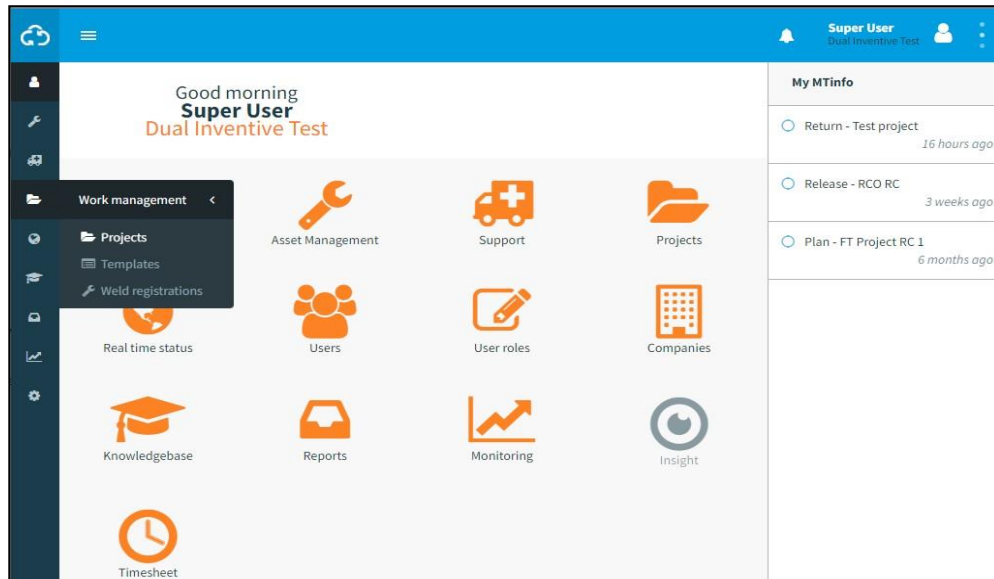 Super User
Dual Inventive Test
Good morning
Super User
Dual Inventive Test
My MTinfo
Return - Test project
16 hours ago
Release - RCO RC
3 weeks ago
Plan - FT Project RC 1
6 months ago
Work management <
Projects
Templates
Weld registrations
Asset Management
Support
Projects
Real time status
Users
User roles
Companies
Knowledgebase
Reports
Monitoring
Insight
Timesheet